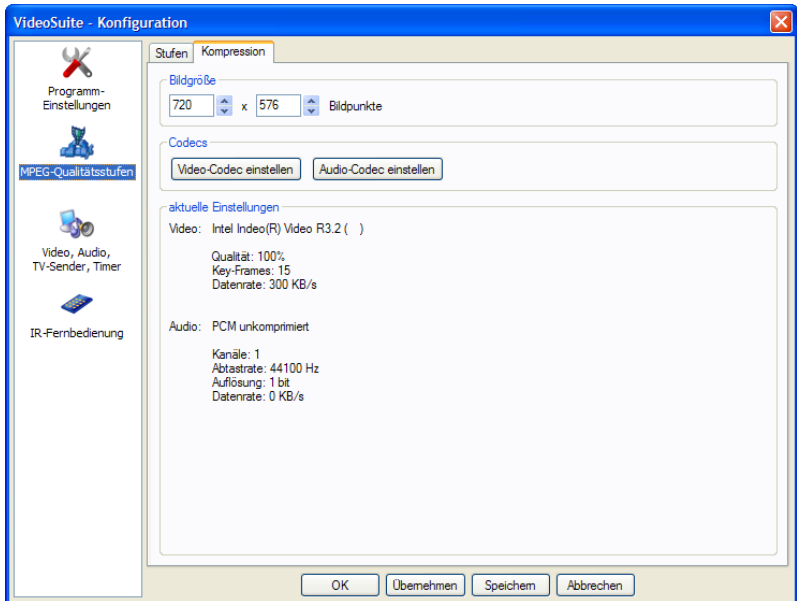 VideoSuite - Konfiguration
Programm-
Einstellungen
MPEG-Qualitätsstufen
Video, Audio,
TV-Sender, Timer
IR-Fernbedienung
Stufen
Kompression
Bildgröße
720 x 576 Bildpunkte
Codecs
Video-Codec einstellen
Audio-Codec einstellen
aktuelle Einstellungen
Video: Intel Indeo(R) Video R3.2 ( )
Qualität: 100%
Key-Frames: 15
Datenrate: 300 KB/s
Audio: PCM unkomprimiert
Kanäle: 1
Abtastrate: 44100 Hz
Auflösung: 1 bit
Datenrate: 0 KB/s
OK
Übernehmen
Speichern
Abbrechen